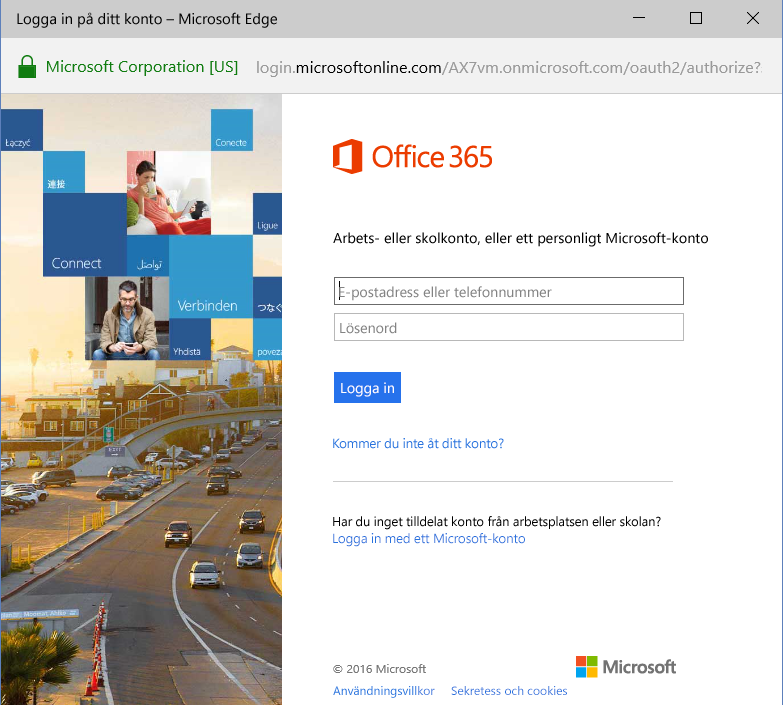 Logga in på ditt konto – Microsoft Edge
Microsoft Corporation [US] login.microsoftonline.com/AX7vm.onmicrosoft.com/oauth2/authorize?
Łączyć
Conecte
連接
Ligue
Connect
تواصل
Verbinden
つなぐ
Yhdistä
EXIT
Office 365
Arbets- eller skolkonto, eller ett personligt Microsoft-konto
E-postadress eller telefonnummer
Lösenord
Logga in
Kommer du inte åt ditt konto?
Har du inget tilldelat konto från arbetsplatsen eller skolan?
Logga in med ett Microsoft-konto
© 2016 Microsoft
Microsoft
Användningsvillkor Sekretess och cookies